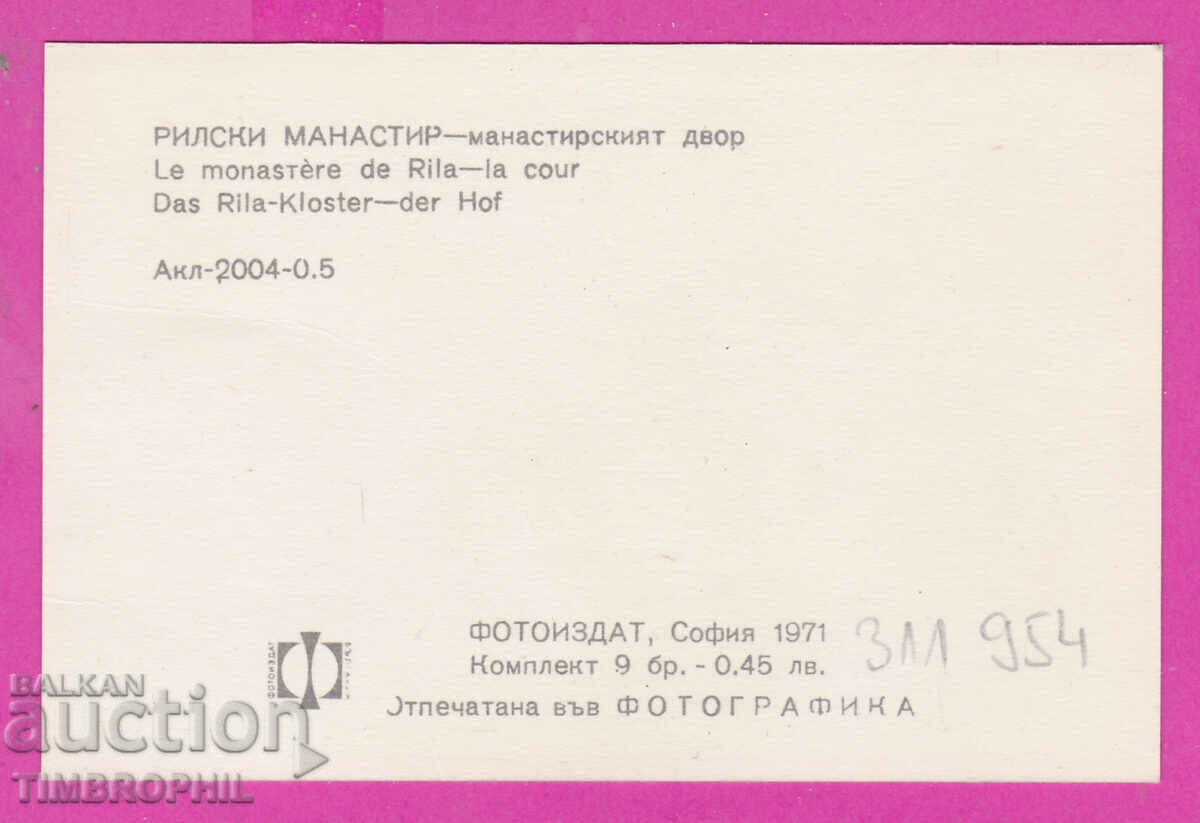 РИЛСКИ МАНАСТИР—манастирският двор
Le monastère de Rila—la cour
Das Rila-Kloster—der Hof
Акл-2004-0.5
ФОТОИЗДАТ, София 1971
Комплект 9 бр. - 0.45 лв.
Отпечатана във ФОТОГРАФИКА
311 954
ФОТОИЗДАТ
BALKAN
auction
TIMBROPHIL